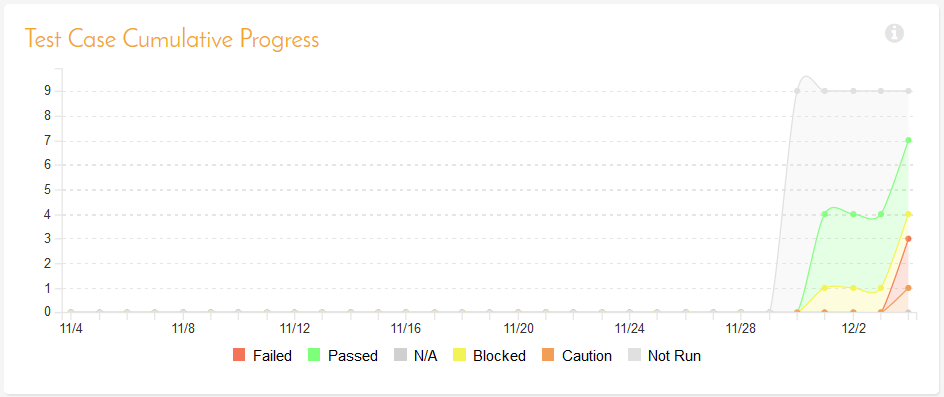 Test Case Cumulative Progress
i
9
8
7
6
5
4
3
2
1
0
11/4 11/8 11/12 11/16 11/20 11/24 11/28 12/2
Failed Passed N/A Blocked Caution Not Run